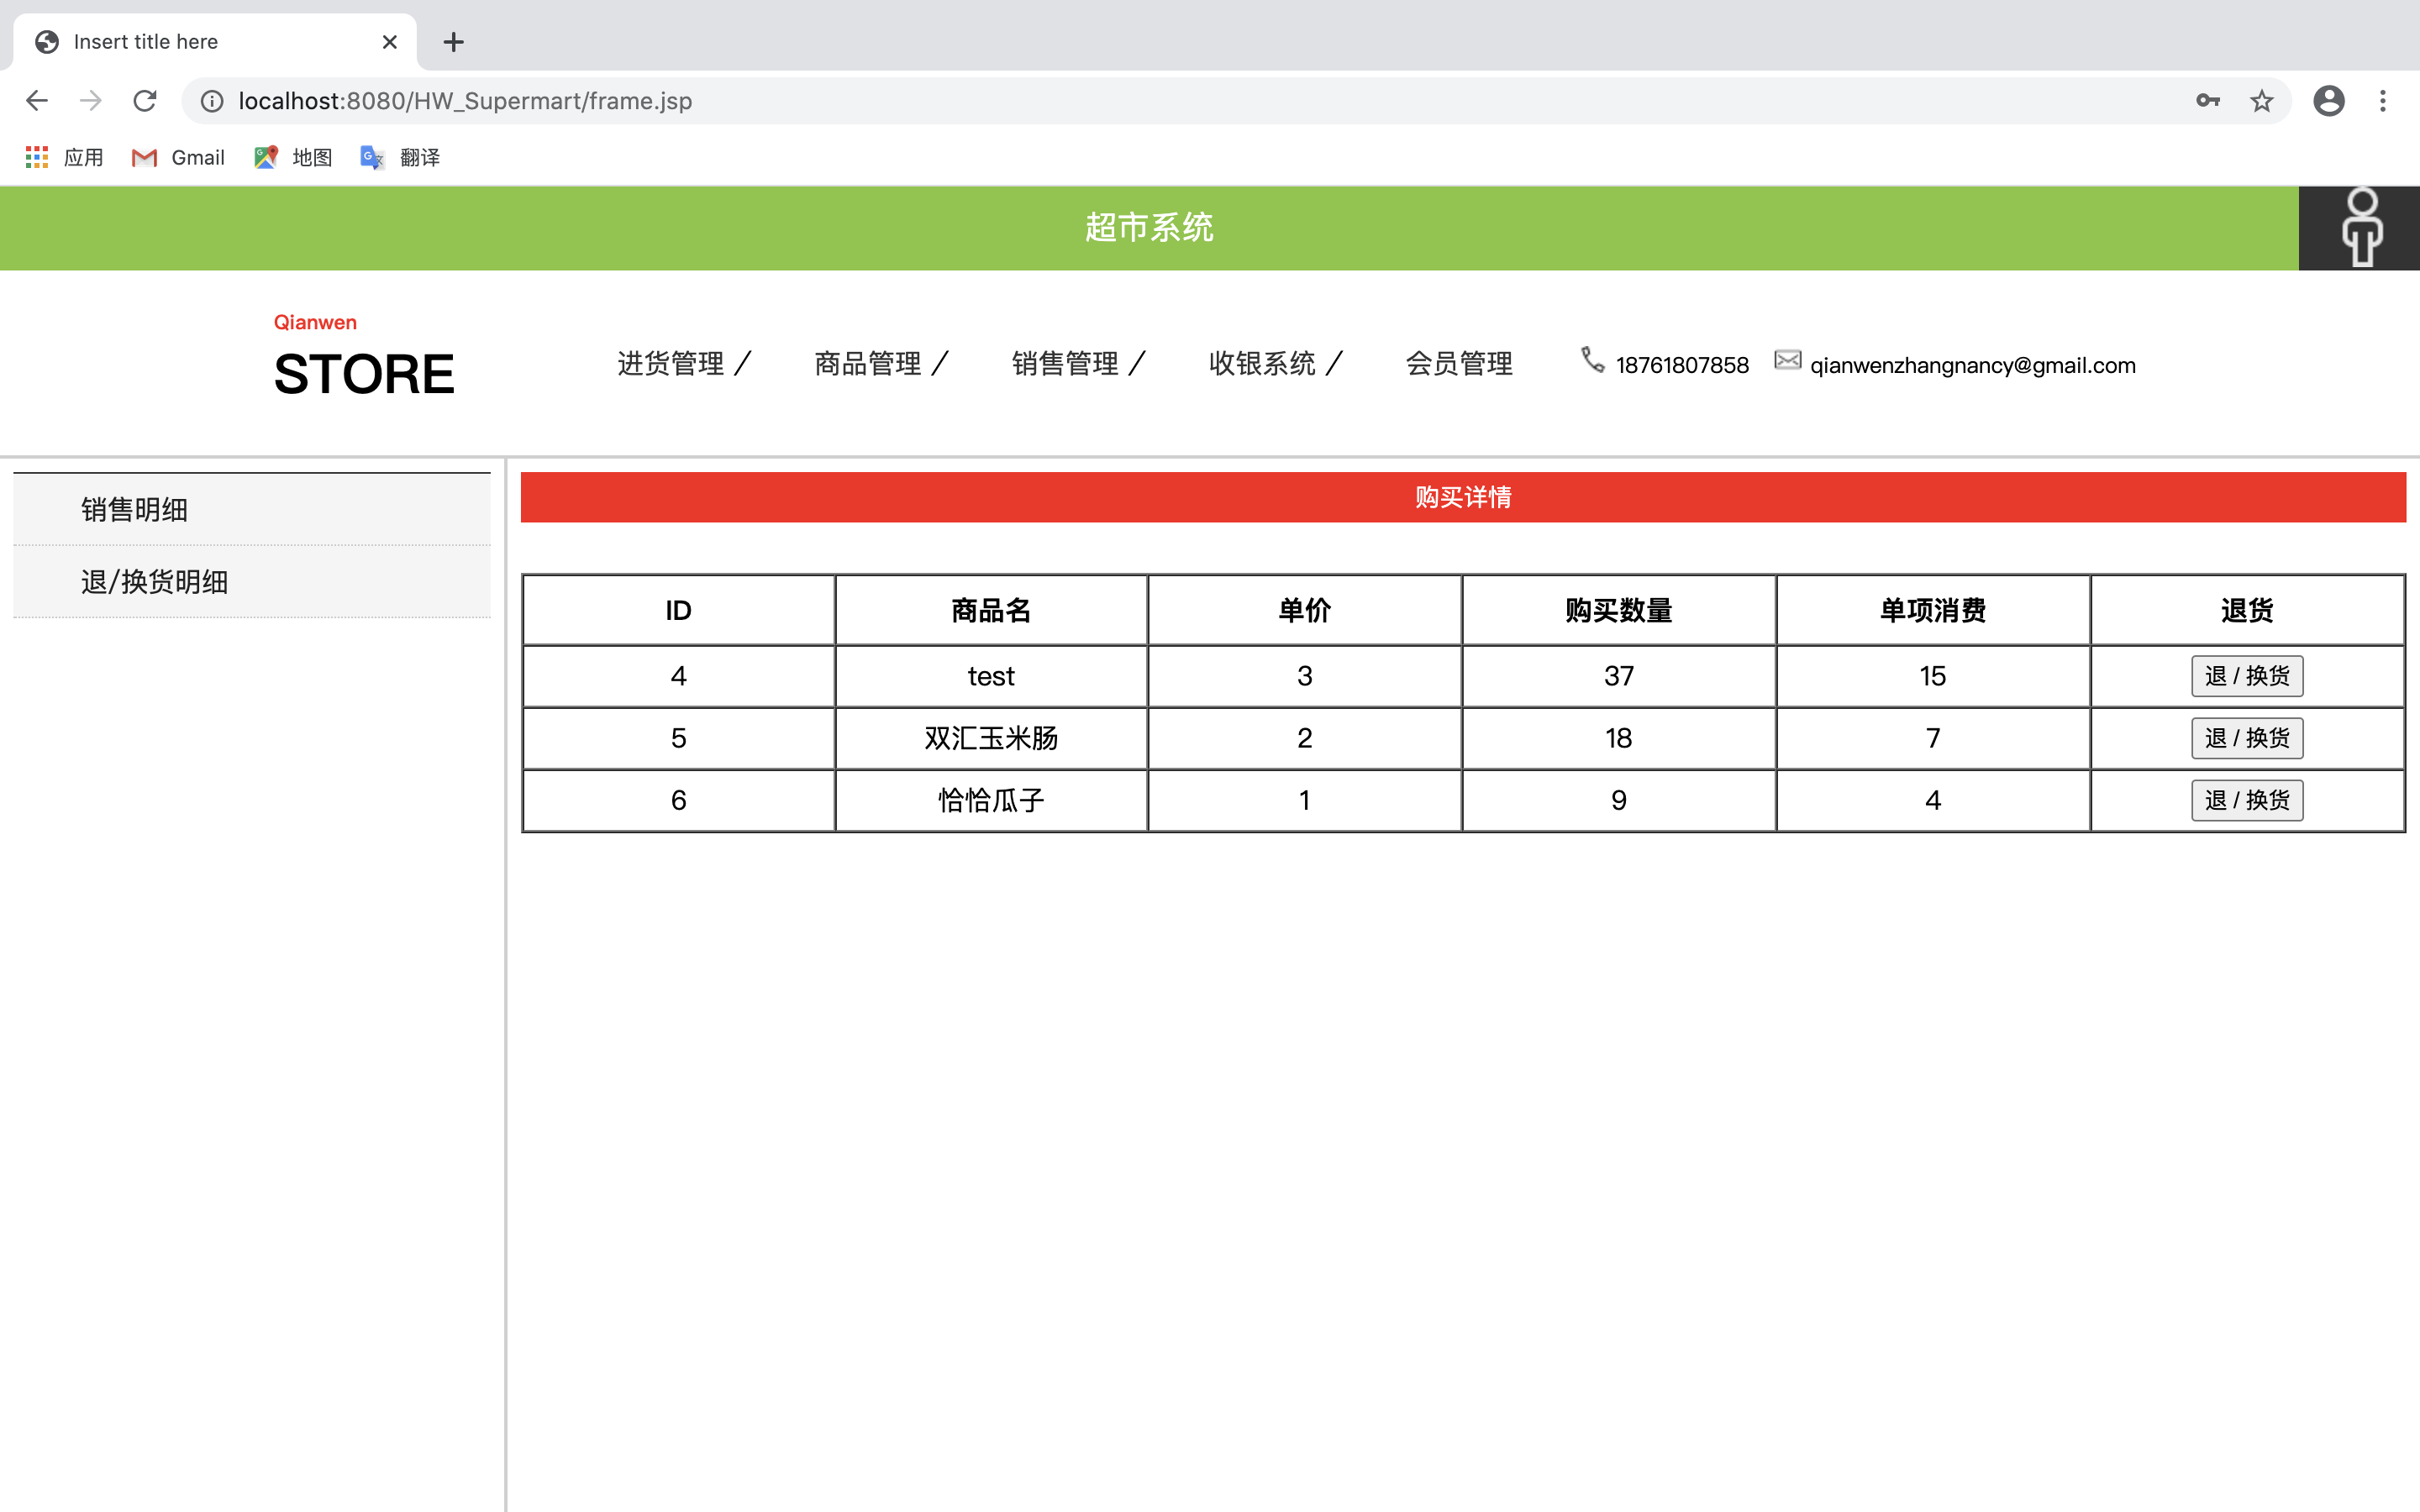 Insert title here
localhost:8080/HW_Supermart/frame.jsp
应用 Gmail 地图 翻译
超市系统
Qianwen
STORE
进货管理 / 商品管理 / 销售管理 / 收银系统 / 会员管理 18761807858 qianwenzhangnancy@gmail.com
销售明细
退/换货明细
购买详情
ID 商品名 单价 购买数量 单项消费 退货
4 test 3 37 15 退 / 换货
5 双汇玉米肠 2 18 7 退 / 换货
6 恰恰瓜子 1 9 4 退 / 换货